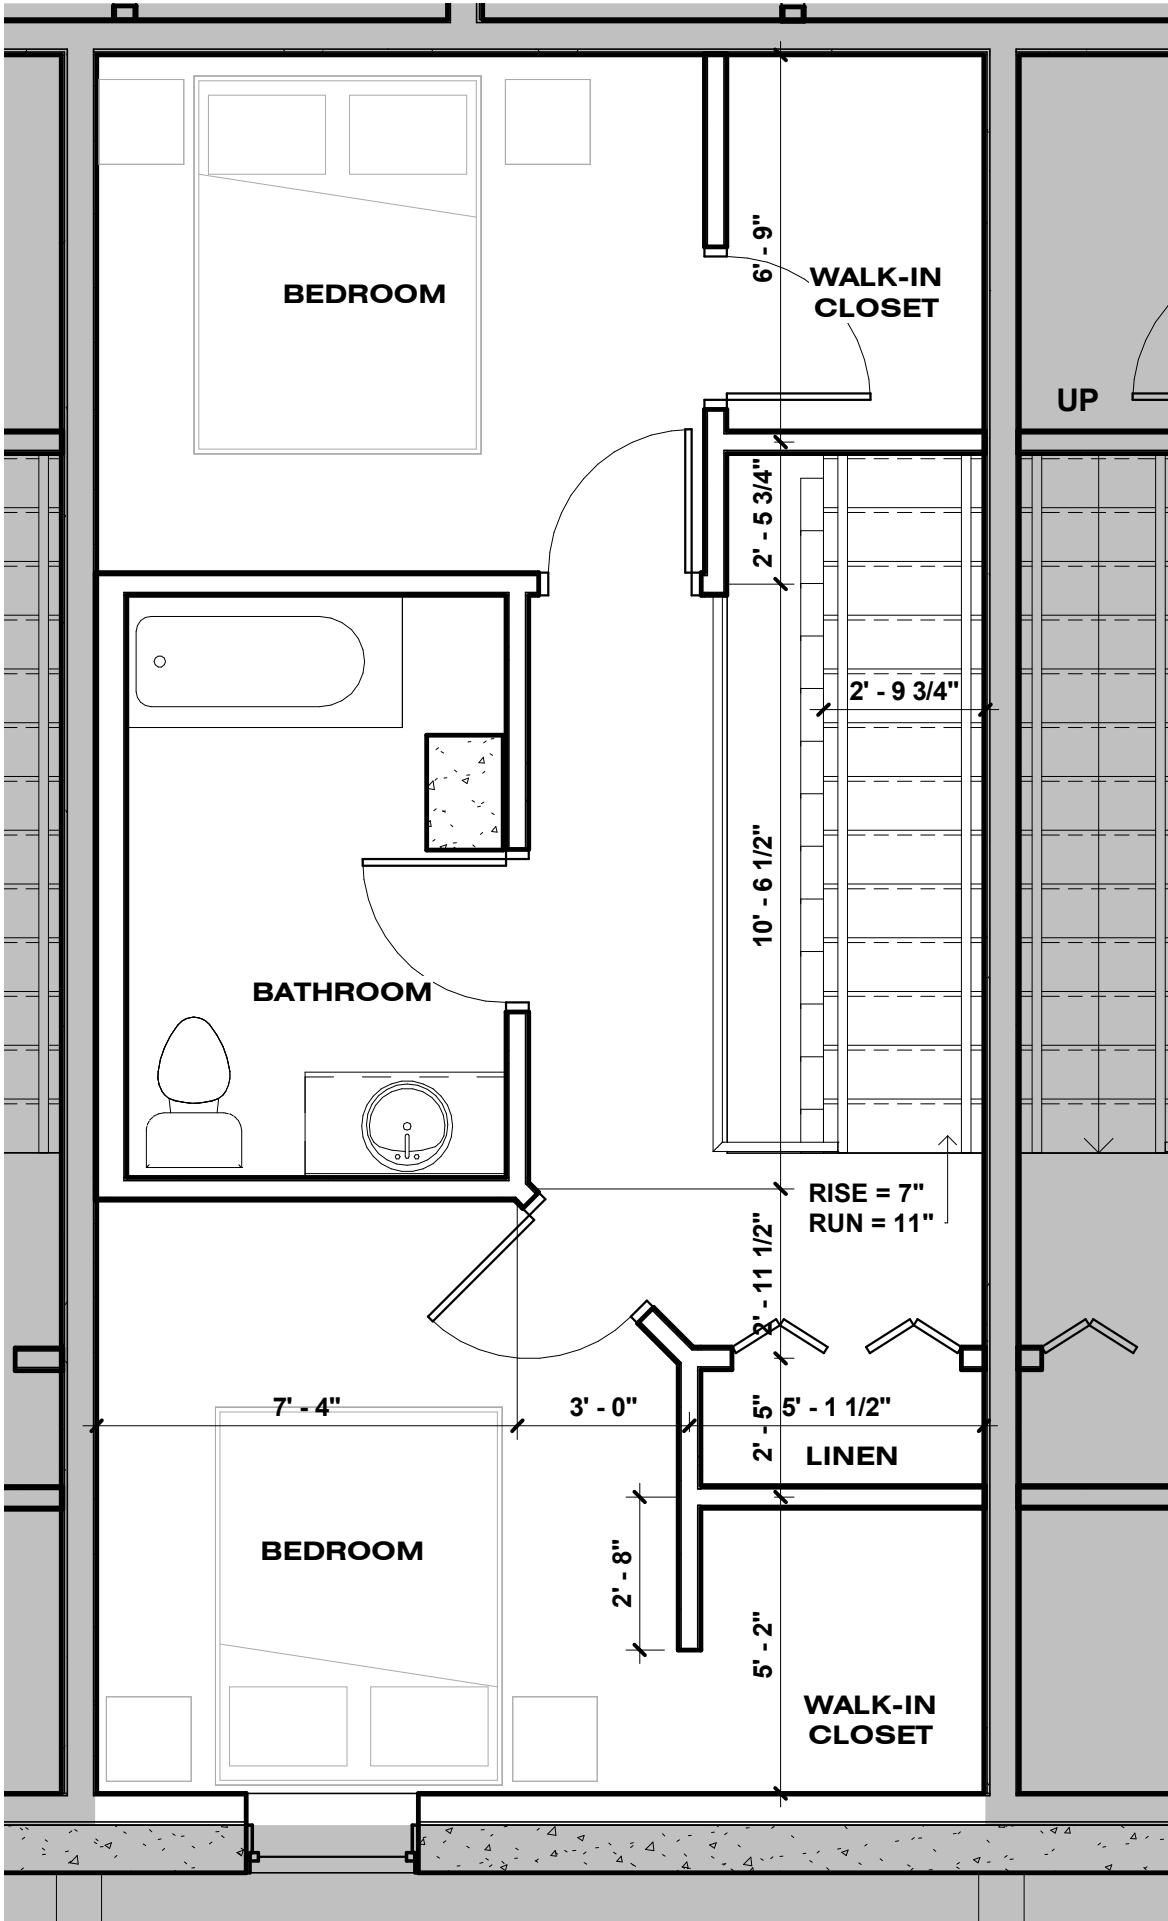 6' - 9"
WALK-IN
CLOSET
BEDROOM
UP
2' - 5 3/4"
2' - 9 3/4"
10' - 6 1/2"
BATHROOM
RISE = 7"
RUN = 11"
2' - 11 1/2"
7' - 4"
3' - 0"
2' - 5"
5' - 1 1/2"
LINEN
BEDROOM
2' - 8"
5' - 2"
WALK-IN
CLOSET